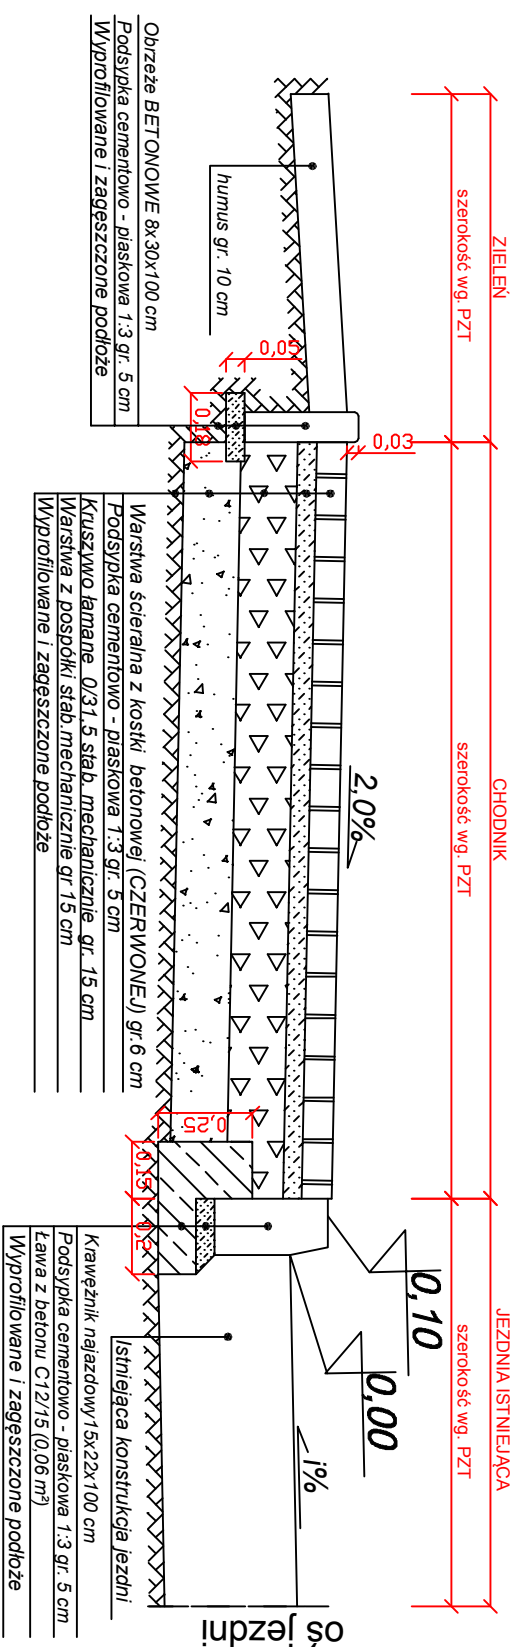 ZIELEŃ
szerokość wg. PZT
CHODNIK
szerokość wg. PZT
JEZDNIA ISTNIEJĄCA
szerokość wg. PZT
0,10
0,00
2,0%
i%
oś jezdni
0,03
0,05
0,18
0,25
0,15
0,2
humus gr. 10 cm
Obrzeże BETONOWE 8x30x100 cm
Podsypka cementowo - piaskowa 1:3 gr. 5 cm
Wyprofilowane i zagęszczone podłoże
Warstwa ścieralna z kostki betonowej (CZERWONEJ) gr.6 cm
Podsypka cementowo - piaskowa 1:3 gr. 5 cm
Kruszywo łamane 0/31,5 stab. mechanicznie gr. 15 cm
Warstwa z pospółki stab.mechanicznie gr 15 cm
Wyprofilowane i zagęszczone podłoże
Istniejąca konstrukcja jezdni
Krawężnik najazdowy15x22x100 cm
Podsypka cementowo - piaskowa 1:3 gr. 5 cm
Ława z betonu C12/15 (0,06 m²)
Wyprofilowane i zagęszczone podłoże